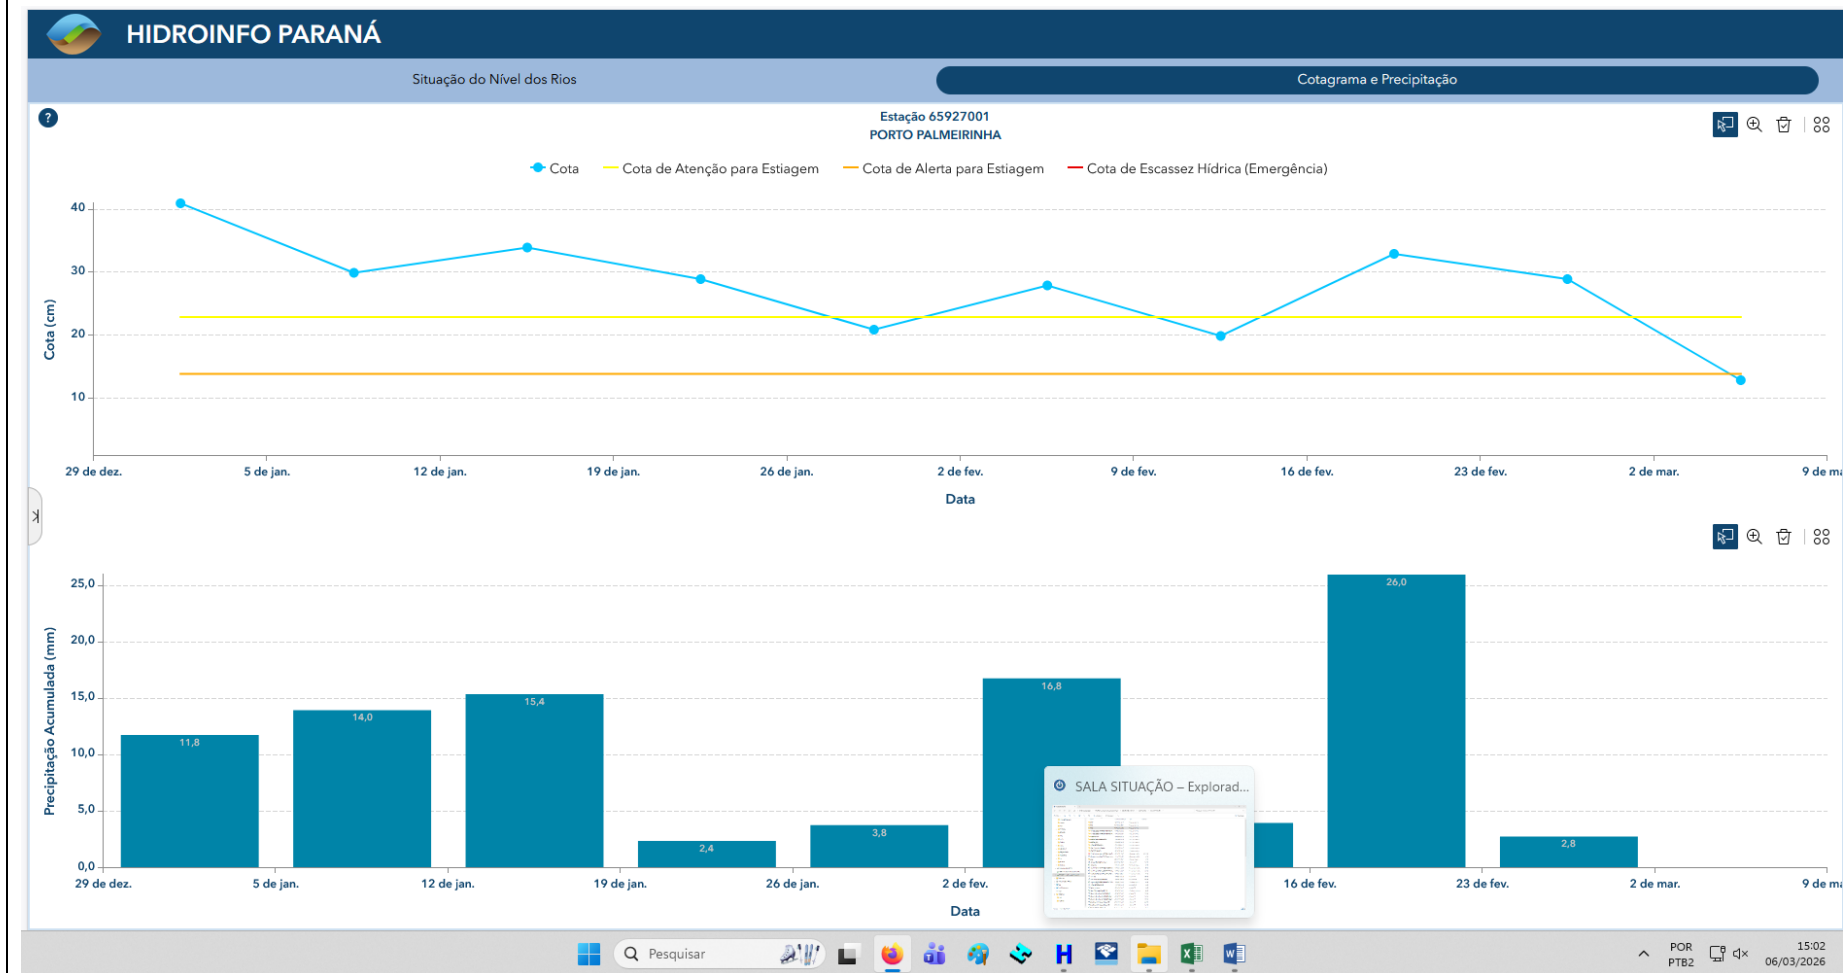 HIDROINFO PARANÁ
Situação do Nível dos Rios
Cotagrama e Precipitação
?
Estação 65927001
PORTO PALMEIRINHA
Cota
Cota de Atenção para Estiagem
Cota de Alerta para Estiagem
Cota de Escassez Hídrica (Emergência)
Cota (cm)
40
30
20
10
29 de dez.
5 de jan.
12 de jan.
19 de jan.
26 de jan.
2 de fev.
9 de fev.
16 de fev.
23 de fev.
2 de mar.
9 de ma
Data
Precipitação Acumulada (mm)
25,0
20,0
15,0
10,0
5,0
0,0
11,8
14,0
15,4
2,4
3,8
16,8
26,0
2,8
SALA SITUAÇÃO – Explorad...
29 de dez.
5 de jan.
12 de jan.
19 de jan.
26 de jan.
2 de fev.
16 de fev.
23 de fev.
2 de mar.
9 de ma
Data
Pesquisar
POR
PTB2
15:02
06/03/2026